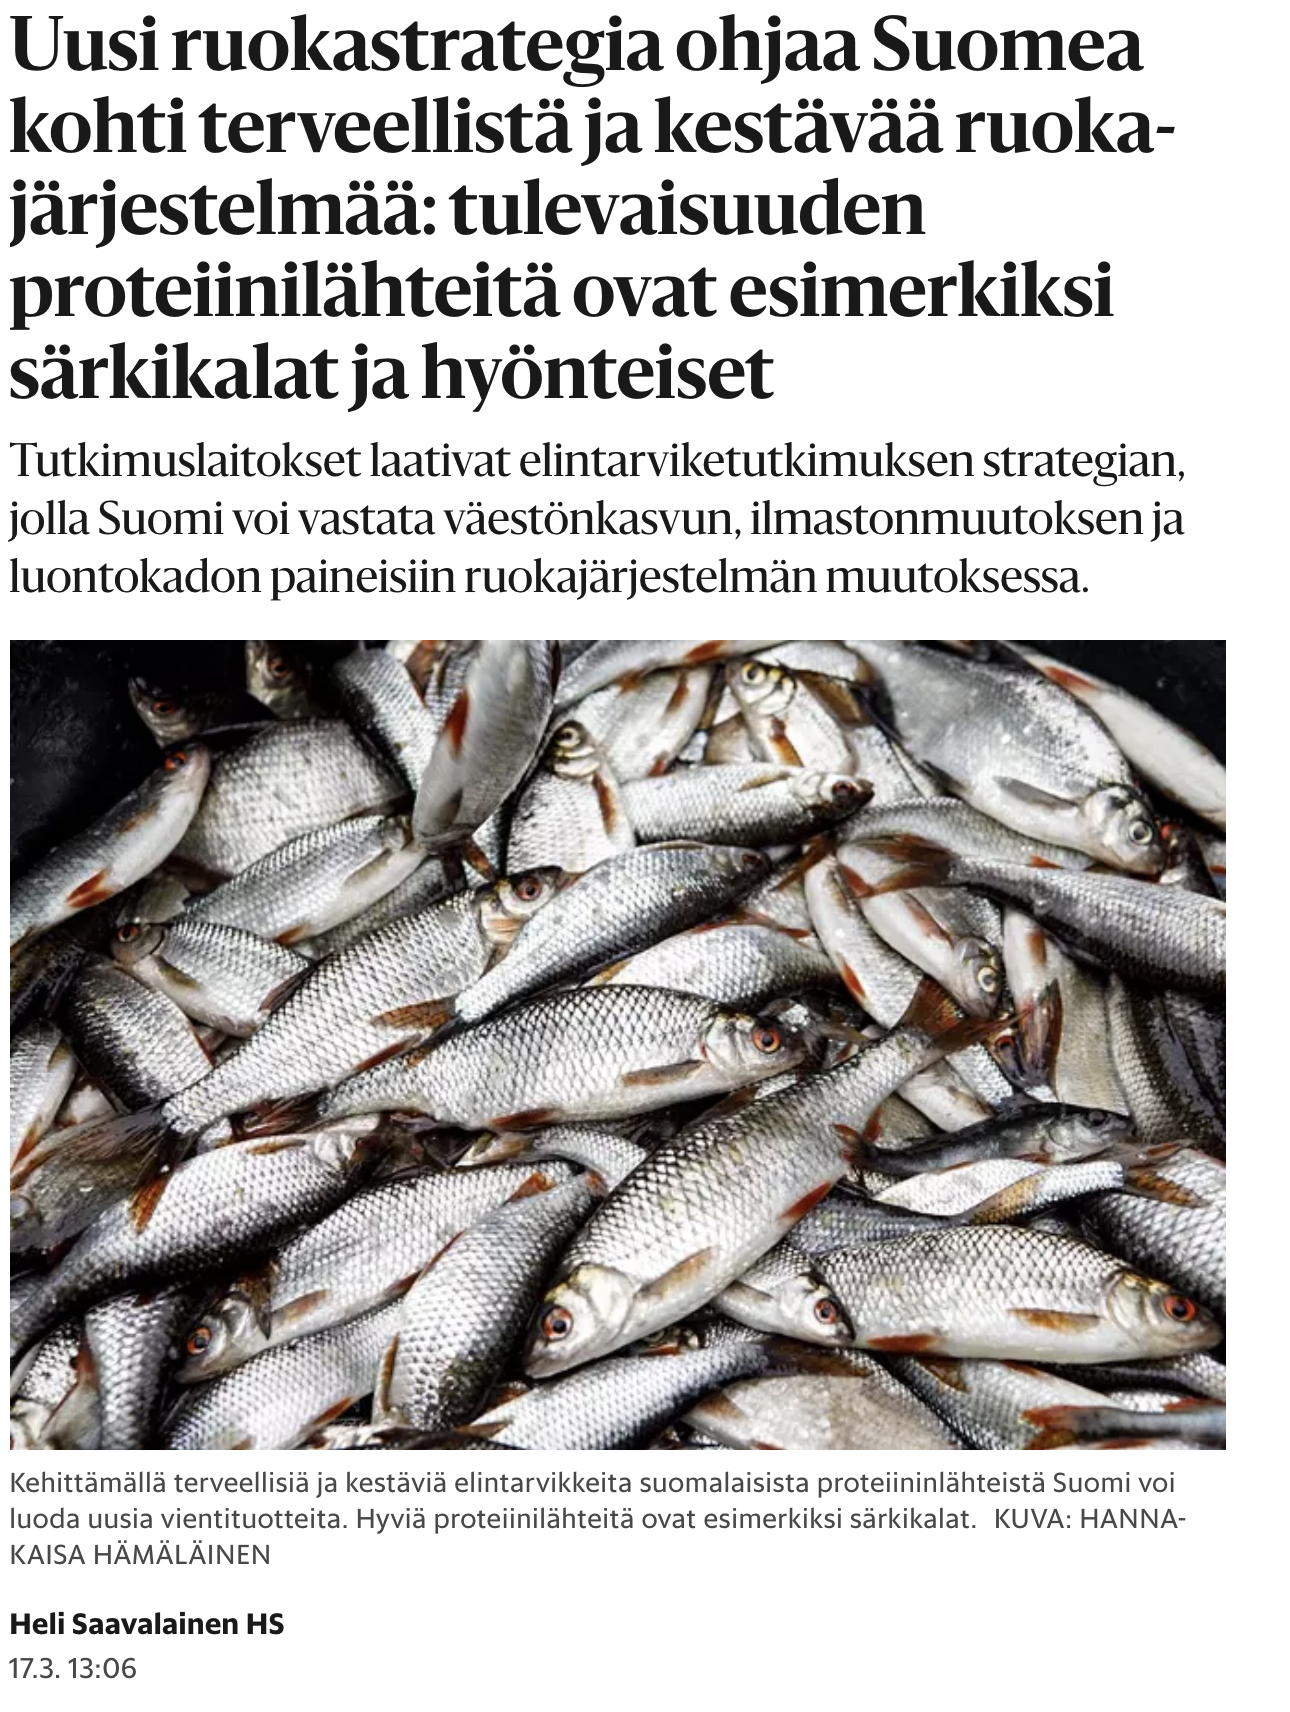 Uusi ruokastrategia ohjaa Suomea
kohti terveellistä ja kestävää ruoka-
järjestelmää: tulevaisuuden
proteiinilähteitä ovat esimerkiksi
särkikalat ja hyönteiset
Tutkimuslaitokset laativat elintarviketutkimuksen strategian,
jolla Suomi voi vastata väestönkasvun, ilmastonmuutoksen ja
luontokadon paineisiin ruokajärjestelmän muutoksessa.
Kehittämällä terveellisiä ja kestäviä elintarvikkeita suomalaisista proteiininlähteistä Suomi voi
luoda uusia vientituotteita. Hyviä proteiinilähteitä ovat esimerkiksi särkikalat. KUVA: HANNA-
KAISA HÄMÄLÄINEN
Heli Saavalainen HS
17.3. 13:06